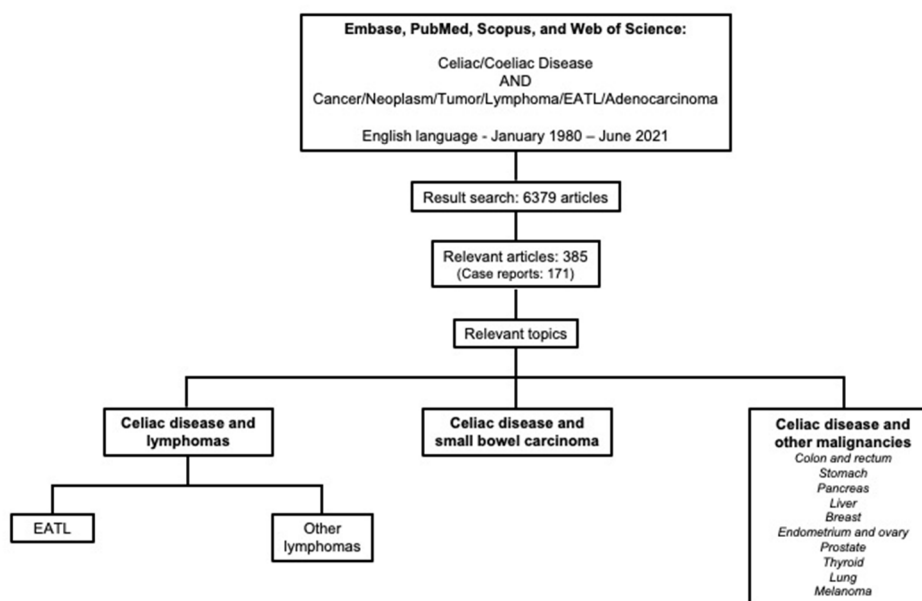 Embase, PubMed, Scopus, and Web of Science:
Celiac/Coeliac Disease
AND
Cancer/Neoplasm/Tumor/Lymphoma/EATL/Adenocarcinoma
English language - January 1980 – June 2021
Result search: 6379 articles
Relevant articles: 385
(Case reports: 171)
Relevant topics
Celiac disease and
lymphomas
EATL
Other
lymphomas
Celiac disease and
small bowel carcinoma
Celiac disease and
other malignancies
Colon and rectum
Stomach
Pancreas
Liver
Breast
Endometrium and ovary
Prostate
Thyroid
Lung
Melanoma